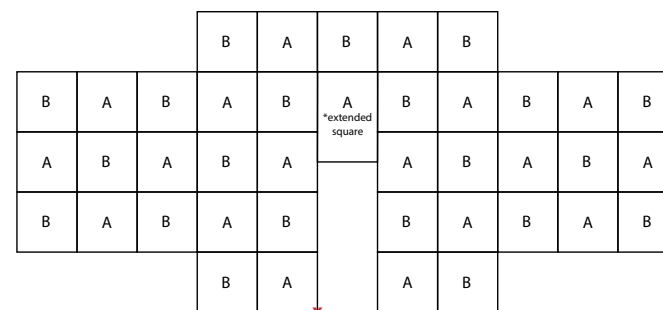 B A B A B
B A B A B A B A B A B
*extended
square
A B A B A A B A B A
B A B A B B A B A B
B A A B